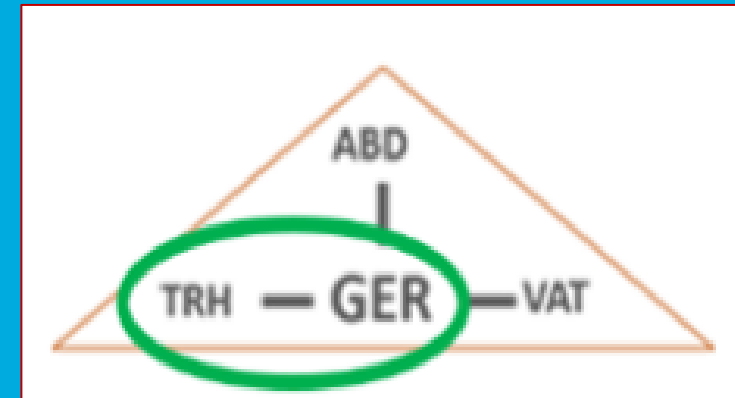 ABD
TRH — GER — VAT